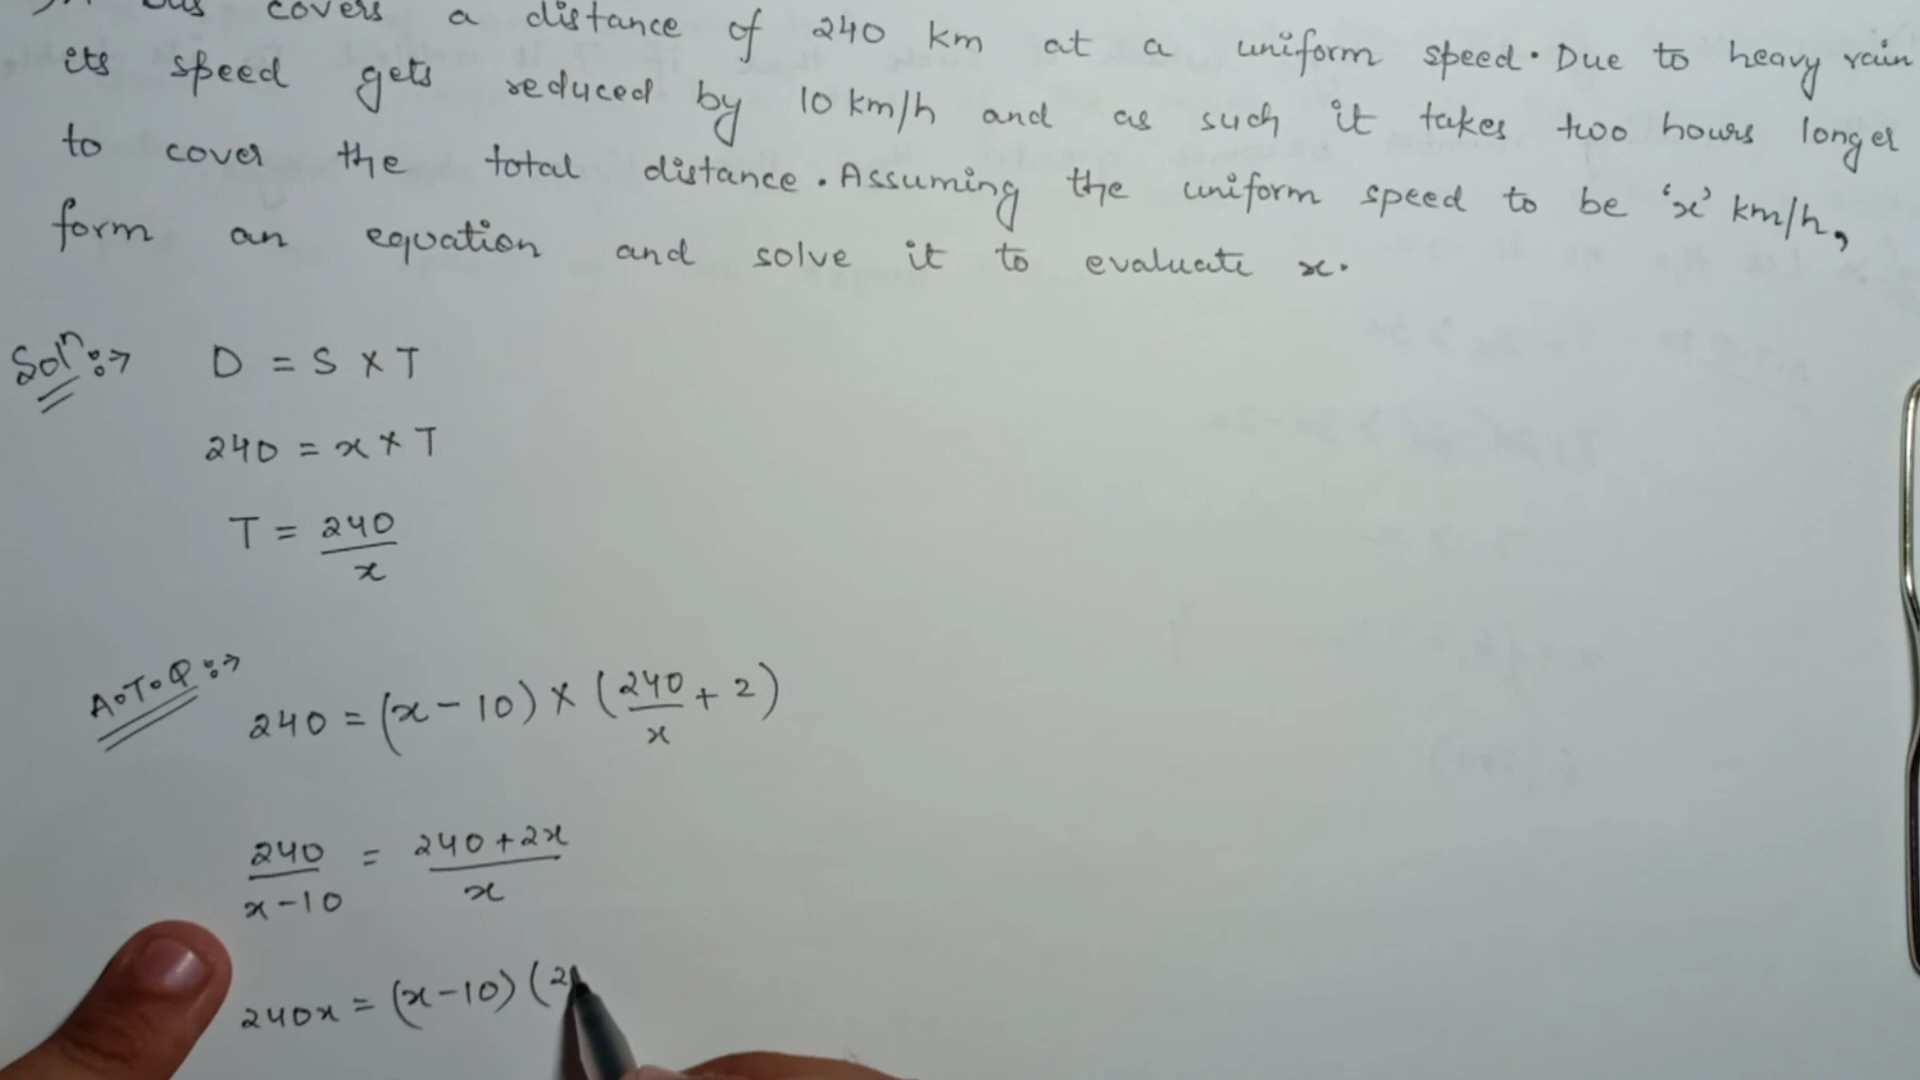 bus covers a distance of 240 km at a uniform speed. Due to heavy rain
its speed gets reduced by 10 km/h and as such it takes two hours longer
to cover the total distance. Assuming the uniform speed to be 'x' km/h,
form an equation and solve it to evaluate x.
Solⁿ:→ D = S × T
240 = x × T
T = 240/x
A.T.Q:→ 240 = (x - 10) × (240/x + 2)
240/(x-10) = (240+2x)/x
240x = (x-10) (2